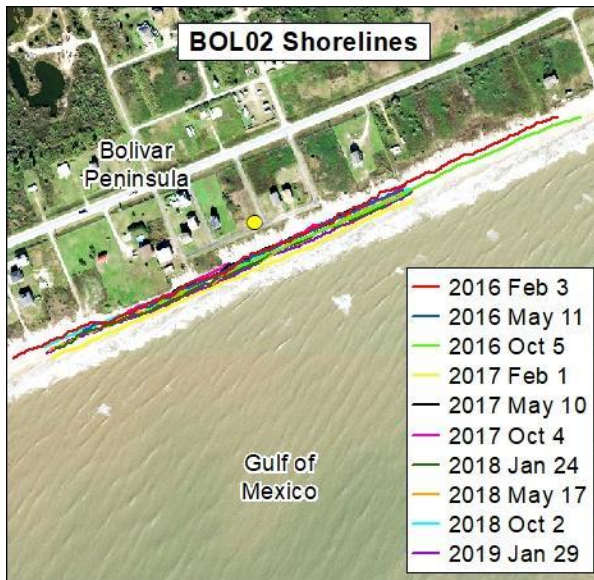 BOL02 Shorelines
Bolivar
Peninsula
2016 Feb 3
2016 May 11
2016 Oct 5
2017 Feb 1
2017 May 10
2017 Oct 4
2018 Jan 24
2018 May 17
2018 Oct 2
2019 Jan 29
Gulf of
Mexico